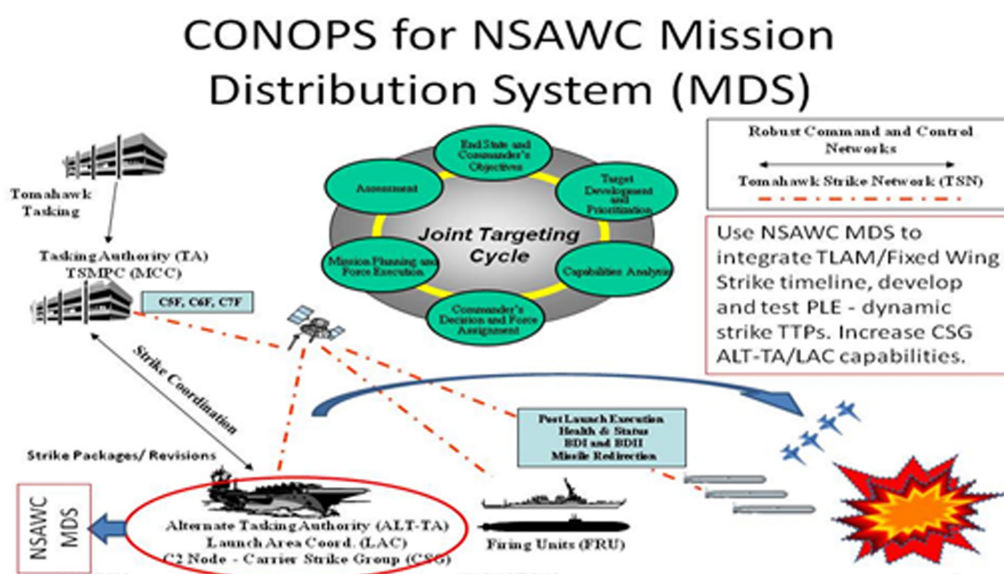 CONOPS for NSAWC Mission
Distribution System (MDS)
Tomahawk
Tasking
Tasking Authority (TA)
TSMPC (MCC)
C5F, C6F, C7F
Strike Coordination
Strike Packages/ Revisions
End State and
Commander's
Objectives
Target
Development
and
Prioritization
Capabilities Analysis
Commander's
Decision and Force
Assignment
Mission Planning and
Force Execution
Assessment
Joint Targeting
Cycle
Robust Command and Control
Networks
Tomahawk Strike Network (TSN)
Use NSAWC MDS to
integrate TLAM/Fixed Wing
Strike timeline, develop
and test PLE - dynamic
strike TTPs. Increase CSG
ALT-TA/LAC capabilities.
Post Launch Execution
Health & Status
BDI and BDII
Missile Redirection
NSAWC
MDS
Alternate Tasking Authority (ALT-TA)
Launch Area Coord. (LAC)
C2 Node - Carrier Strike Group (CSG)
Firing Units (FRU)